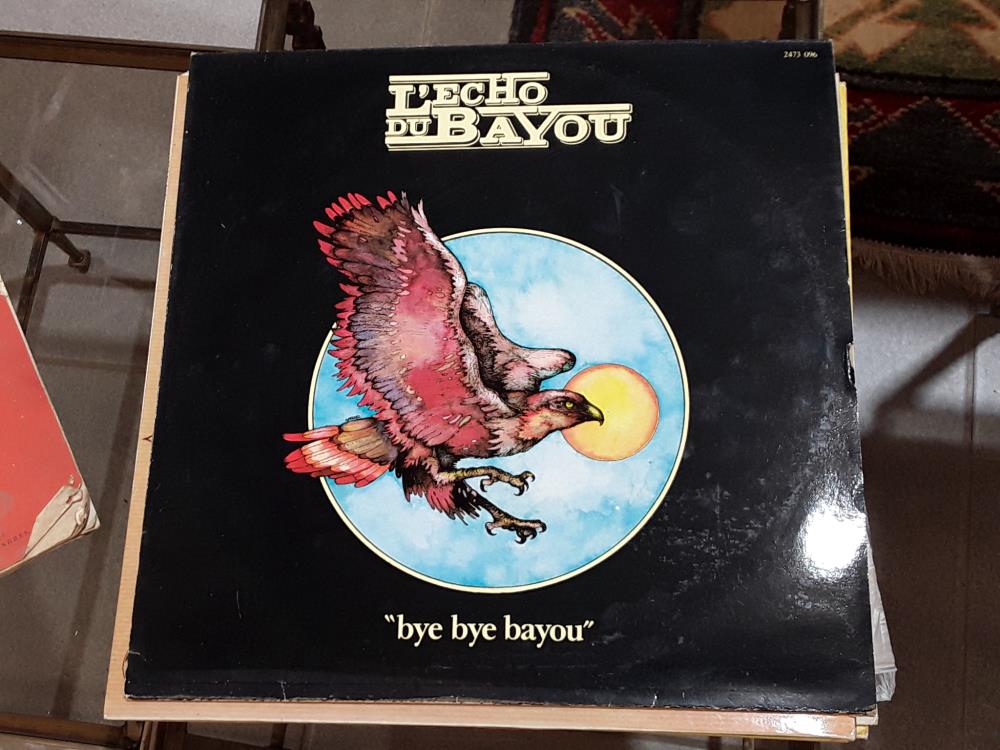 2473 096
L'ECHO
DU BAYOU
"bye bye bayou"